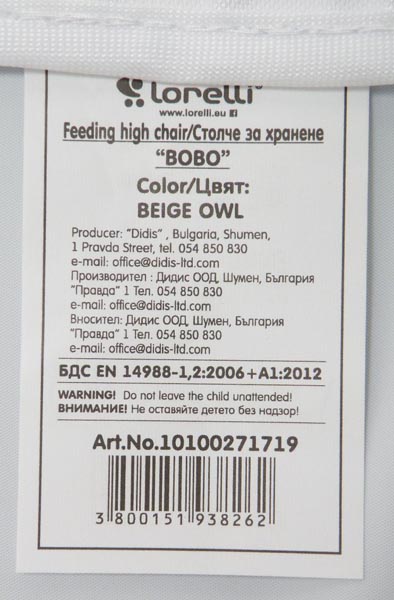 lorelli®
www.lorelli.eu
Feeding high chair/Столче за хранене
“BOBO”
Color/Цвят:
BEIGE OWL
Producer: “Didis” , Bulgaria, Shumen,
1 Pravda Street, tel. 054 850 830
e-mail: office@didis-ltd.com
Производител : Дидис ООД, Шумен, България
“Правда” 1 Тел. 054 850 830
e-mail: office@didis-ltd.com
Вносител: Дидис ООД, Шумен, България
“Правда” 1 Тел. 054 850 830
e-mail: office@didis-ltd.com
БДС EN 14988-1,2:2006+A1:2012
WARNING! Do not leave the child unattended!
ВНИМАНИЕ! Не оставяйте детето без надзор!
Art.No.10100271719
3 800151 938262